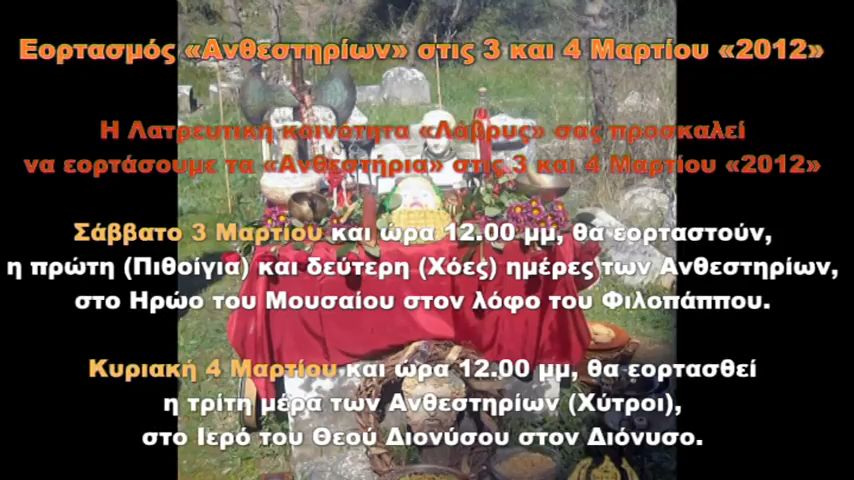 Εορτασμός «Ανθεστηρίων» στις 3 και 4 Μαρτίου «2012»
Η Λατρευτική κοινότητα «Λάβρυς» σας προσκαλεί
να εορτάσουμε τα «Ανθεστήρια» στις 3 και 4 Μαρτίου «2012»
Σάββατο 3 Μαρτίου και ώρα 12.00 μμ, θα εορταστούν,
η πρώτη (Πιθοίγια) και δεύτερη (Χόες) ημέρες των Ανθεστηρίων,
στο Ηρώο του Μουσαίου στον λόφο του Φιλοπάππου.
Κυριακή 4 Μαρτίου και ώρα 12.00 μμ, θα εορτασθεί
η τρίτη μέρα των Ανθεστηρίων (Χύτροι),
στο Ιερό του Θεού Διονύσου στον Διόνυσο.